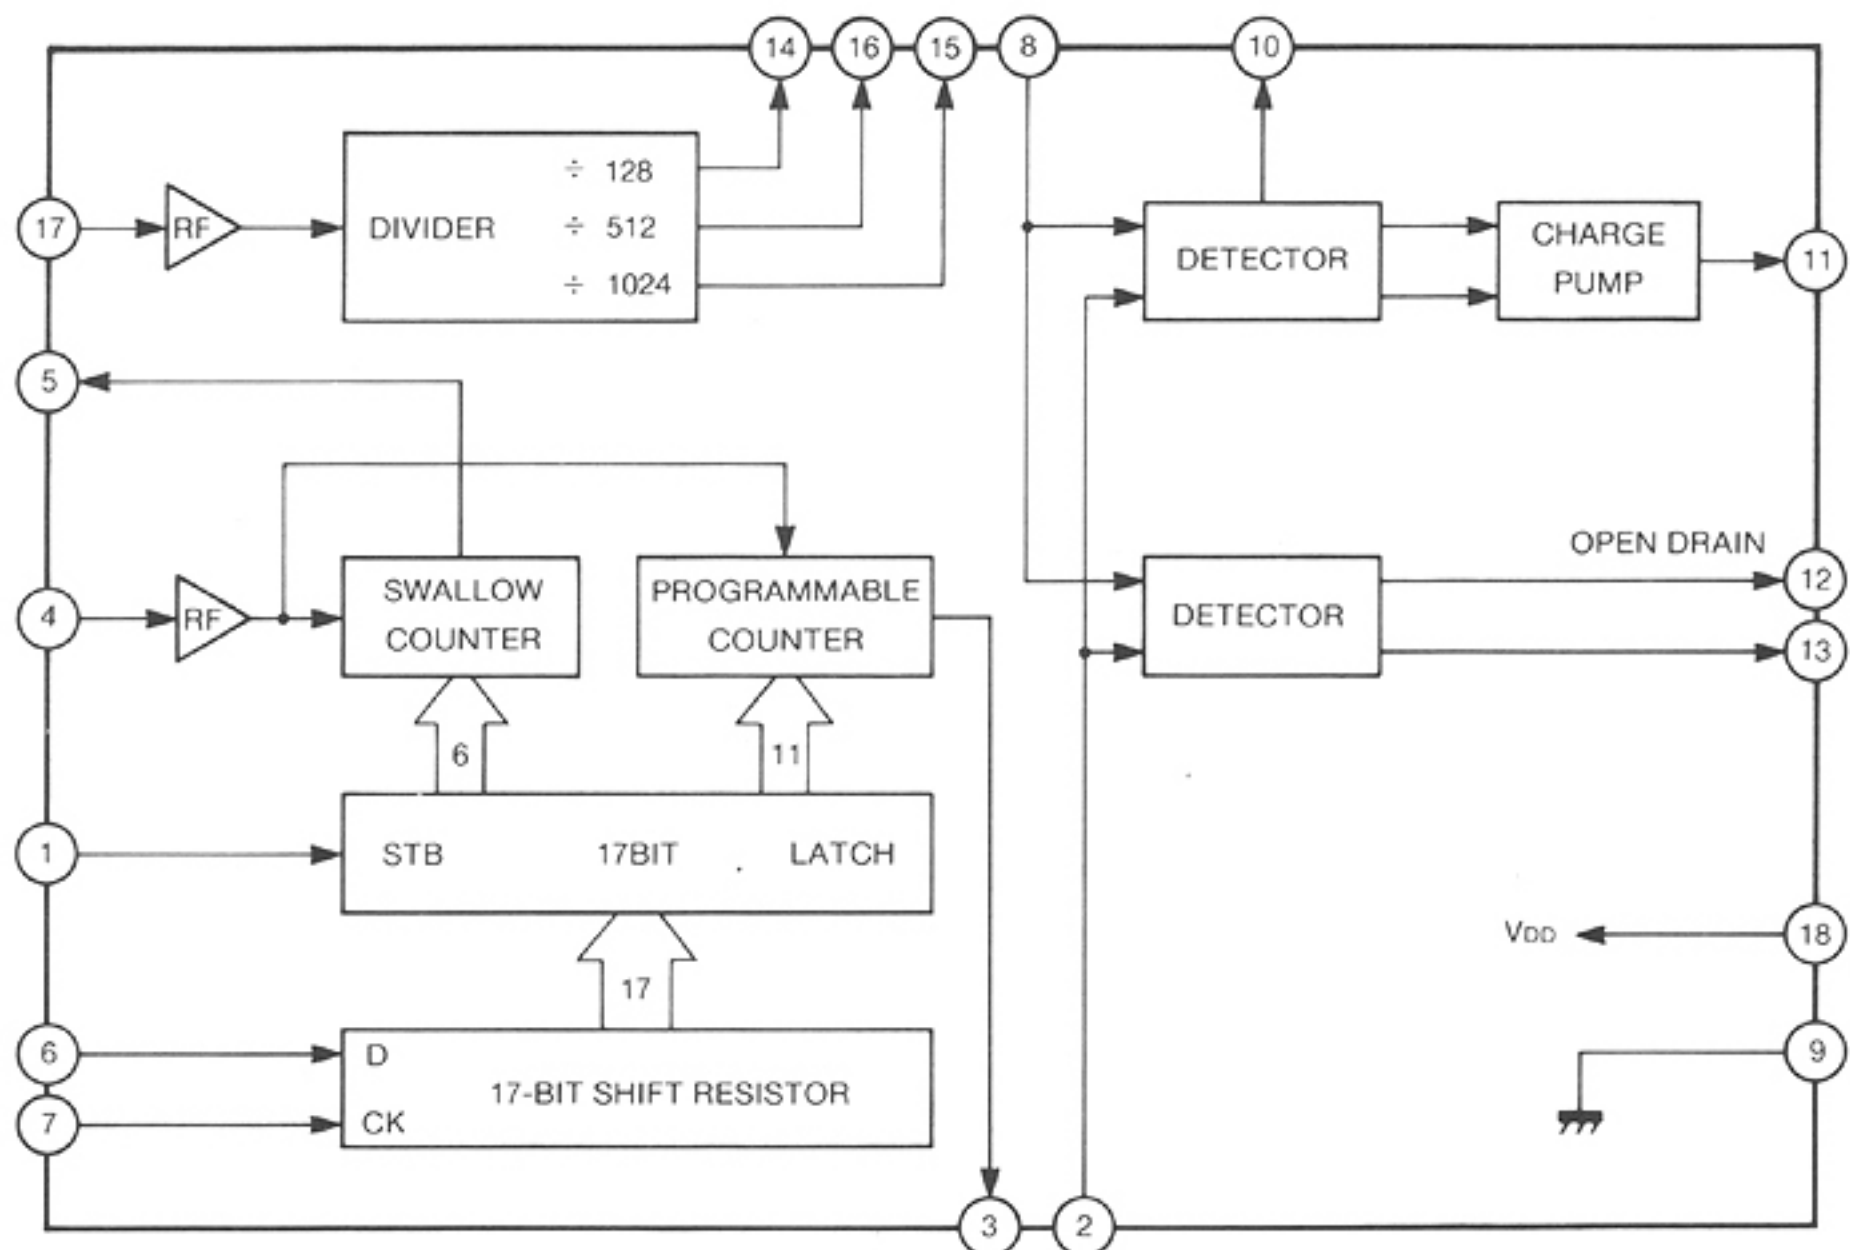 14
16
15
8
10
17
RF
DIVIDER
÷ 128
÷ 512
÷ 1024
DETECTOR
CHARGE
PUMP
11
5
4
RF
SWALLOW
COUNTER
PROGRAMMABLE
COUNTER
DETECTOR
OPEN DRAIN
12
13
6
11
1
STB 17BIT LATCH
17
VDD
18
6
7
D
CK
17-BIT SHIFT RESISTOR
9
3
2